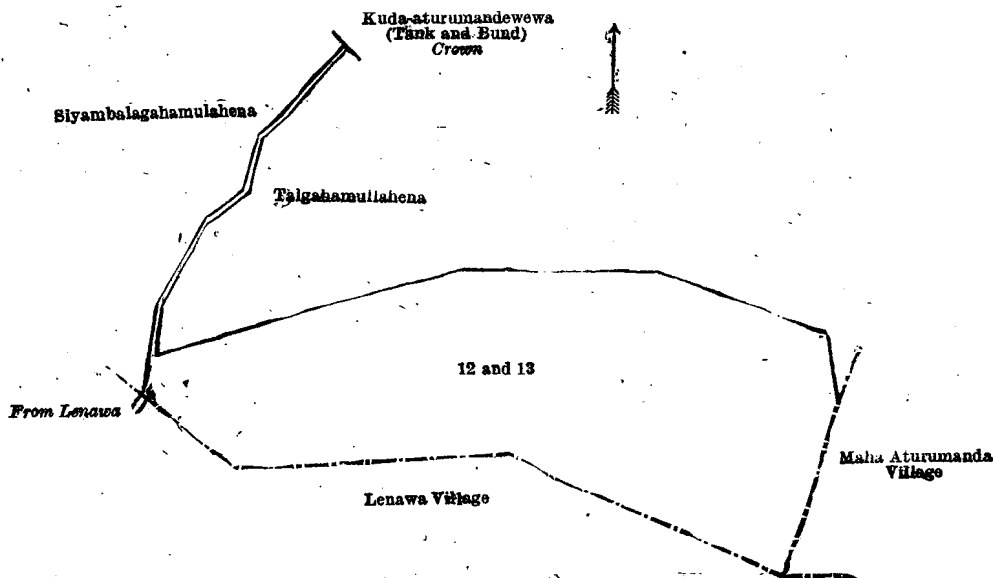 Kuda-aturumandewewa
(Tank and Bund)
Crown
Siyambalagahamulahena
Talgahamullahena
12 and 13
From Lenawa
Maha Aturumanda
Village
Lenawa Village